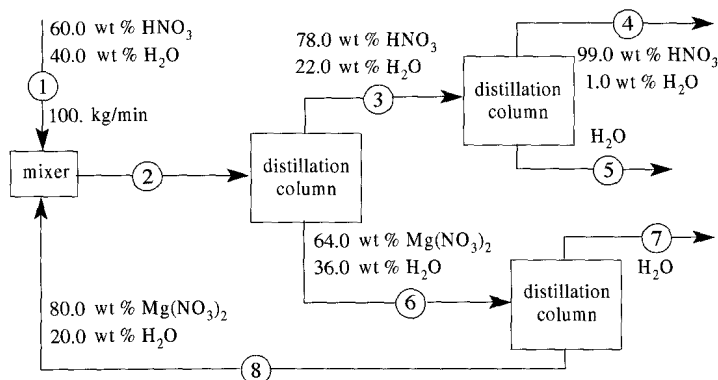 60.0 wt % HNO₃
40.0 wt % H₂O
1
100. kg/min
mixer
2
distillation
column
78.0 wt % HNO₃
22.0 wt % H₂O
3
distillation
column
4
99.0 wt % HNO₃
1.0 wt % H₂O
H₂O
5
64.0 wt % Mg(NO₃)₂
36.0 wt % H₂O
6
distillation
column
7
H₂O
80.0 wt % Mg(NO₃)₂
20.0 wt % H₂O
8